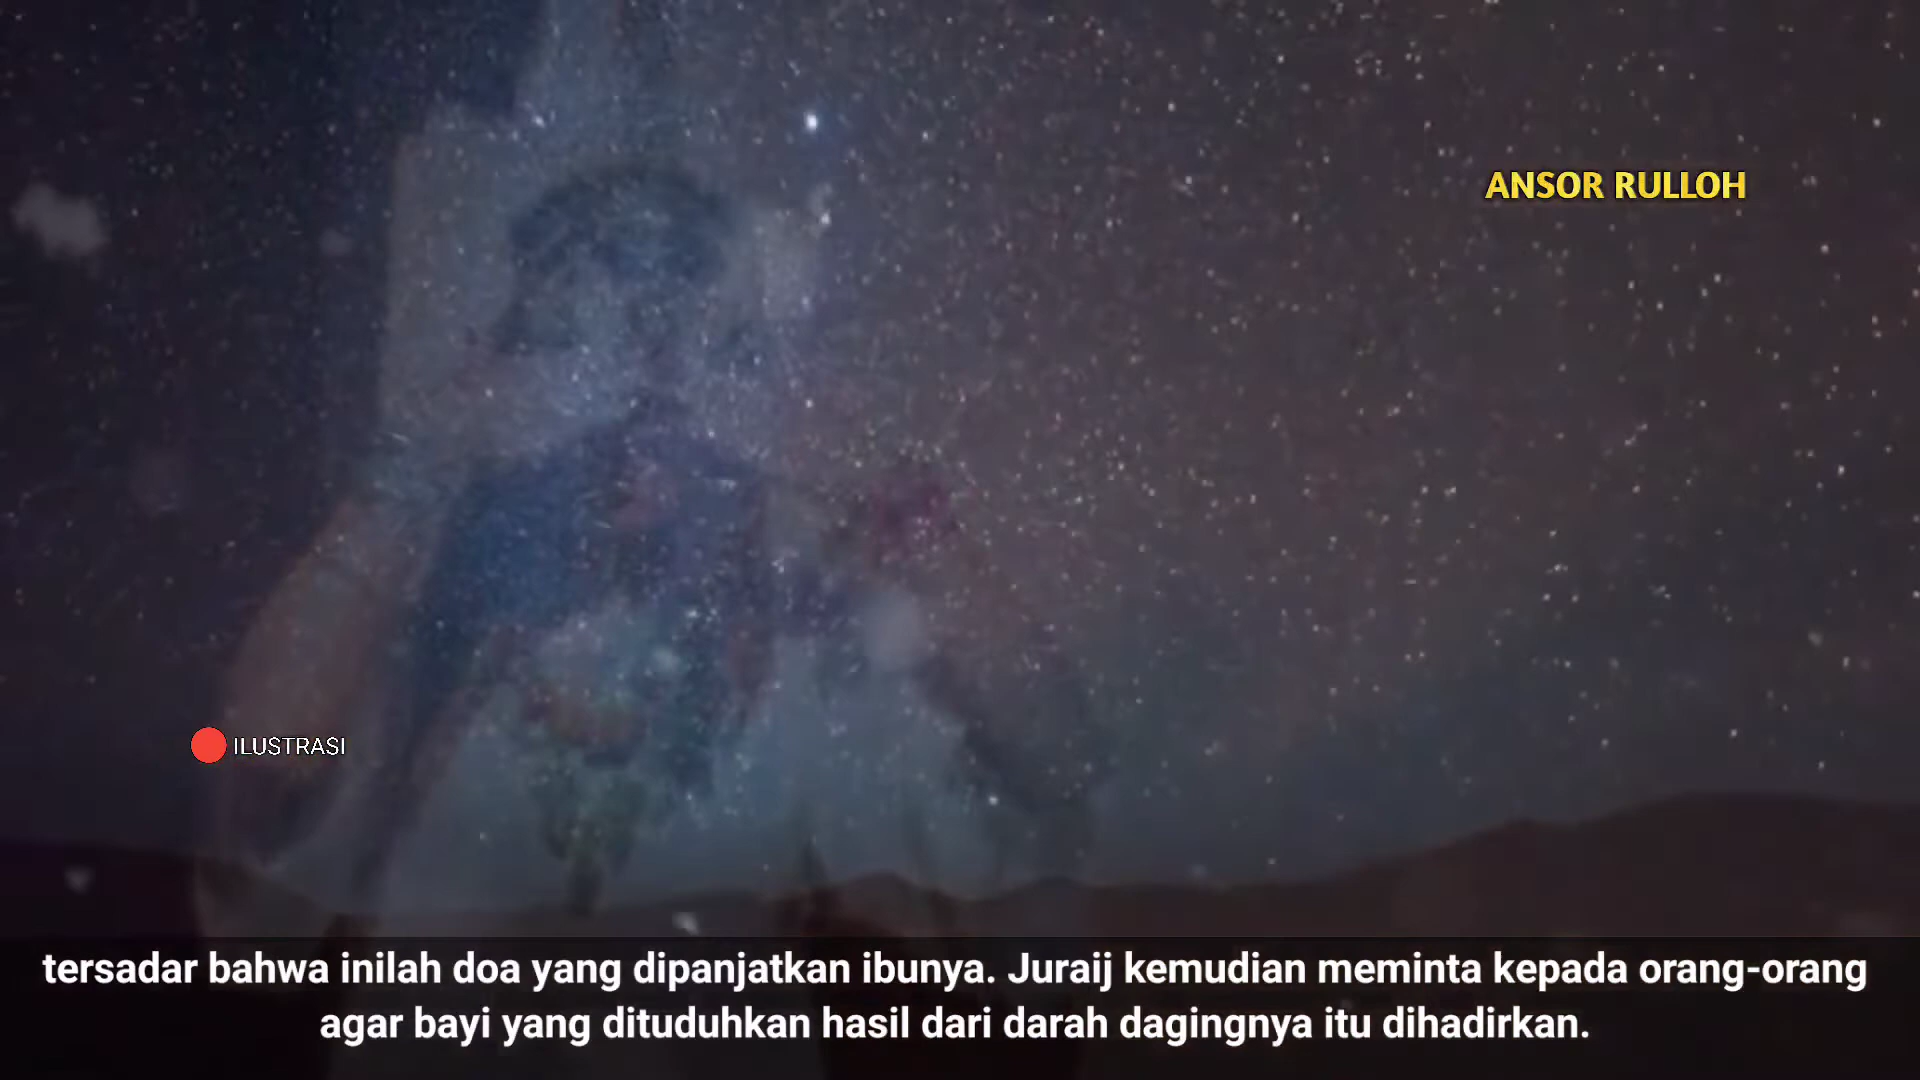 ANSOR RULLOH
ILUSTRASI
tersadar bahwa inilah doa yang dipanjatkan ibunya. Juraij kemudian meminta kepada orang-orang
agar bayi yang dituduhkan hasil dari darah dagingnya itu dihadirkan.